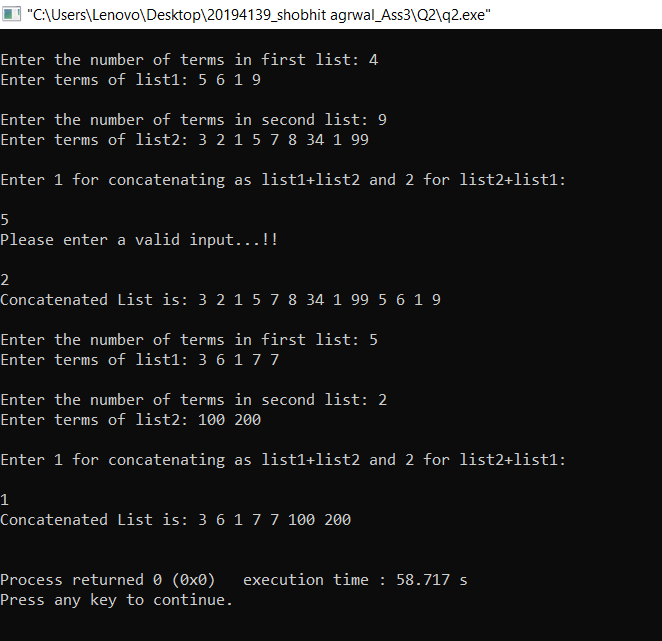 "C:\Users\Lenovo\Desktop\20194139_shobhit agrwal_Ass3\Q2\q2.exe"
Enter the number of terms in first list: 4
Enter terms of list1: 5 6 1 9
Enter the number of terms in second list: 9
Enter terms of list2: 3 2 1 5 7 8 34 1 99
Enter 1 for concatenating as list1+list2 and 2 for list2+list1:
5
Please enter a valid input...!!
2
Concatenated List is: 3 2 1 5 7 8 34 1 99 5 6 1 9
Enter the number of terms in first list: 5
Enter terms of list1: 3 6 1 7 7
Enter the number of terms in second list: 2
Enter terms of list2: 100 200
Enter 1 for concatenating as list1+list2 and 2 for list2+list1:
1
Concatenated List is: 3 6 1 7 7 100 200
Process returned 0 (0x0)   execution time : 58.717 s
Press any key to continue.